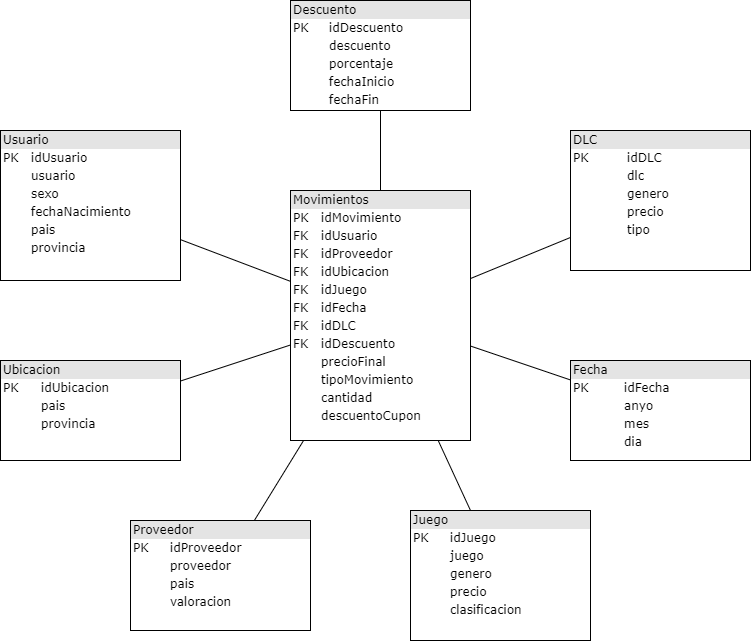 Descuento
PK idDescuento
descuento
porcentaje
fechaInicio
fechaFin
Usuario
PK idUsuario
usuario
sexo
fechaNacimiento
pais
provincia
DLC
PK idDLC
dlc
genero
precio
tipo
Movimientos
PK idMovimiento
FK idUsuario
FK idProveedor
FK idUbicacion
FK idJuego
FK idFecha
FK idDLC
FK idDescuento
precioFinal
tipoMovimiento
cantidad
descuentoCupon
Ubicacion
PK idUbicacion
pais
provincia
Fecha
PK idFecha
anyo
mes
dia
Proveedor
PK idProveedor
proveedor
pais
valoracion
Juego
PK idJuego
juego
genero
precio
clasificacion